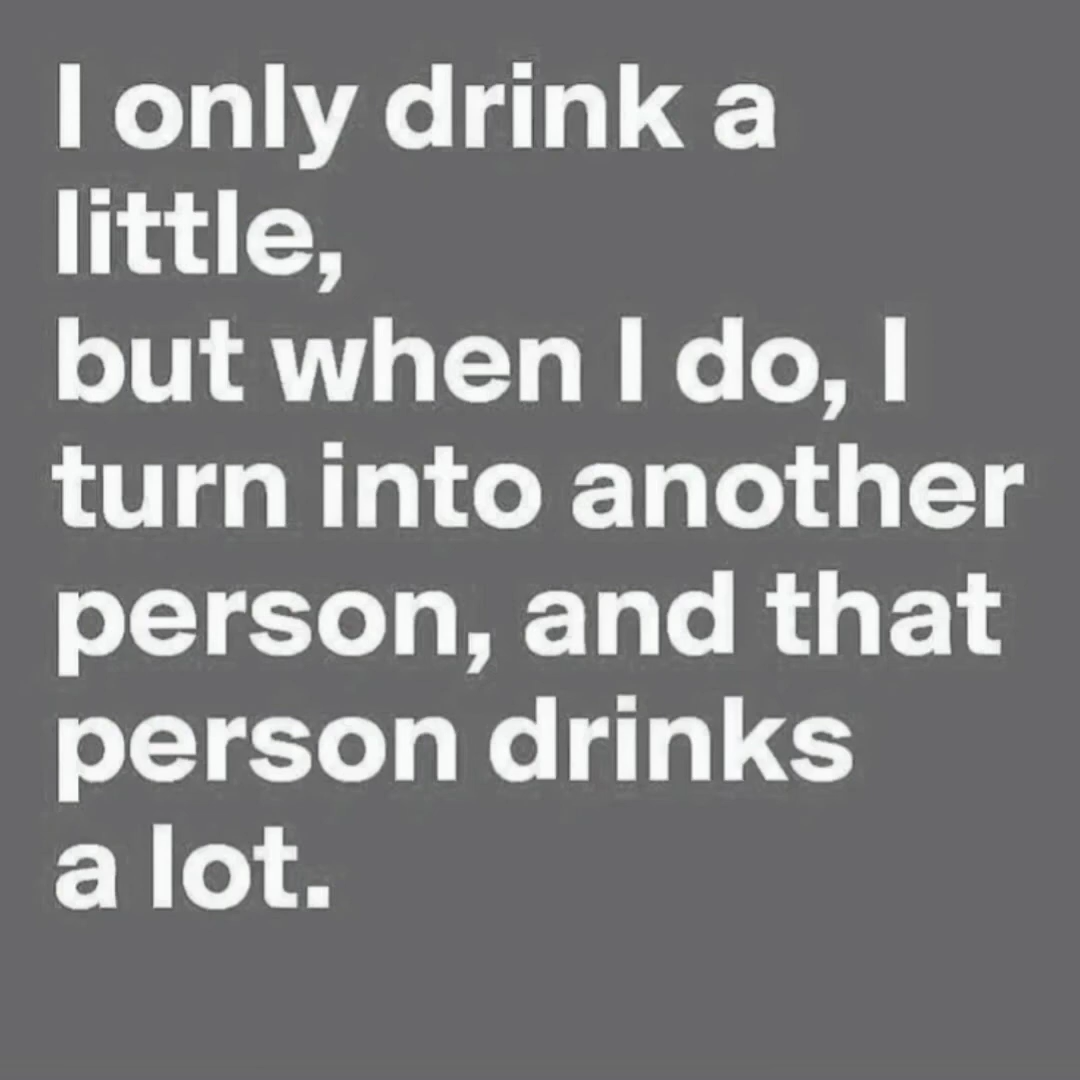 I only drink a
little,
but when I do, I
turn into another
person, and that
person drinks
a lot.